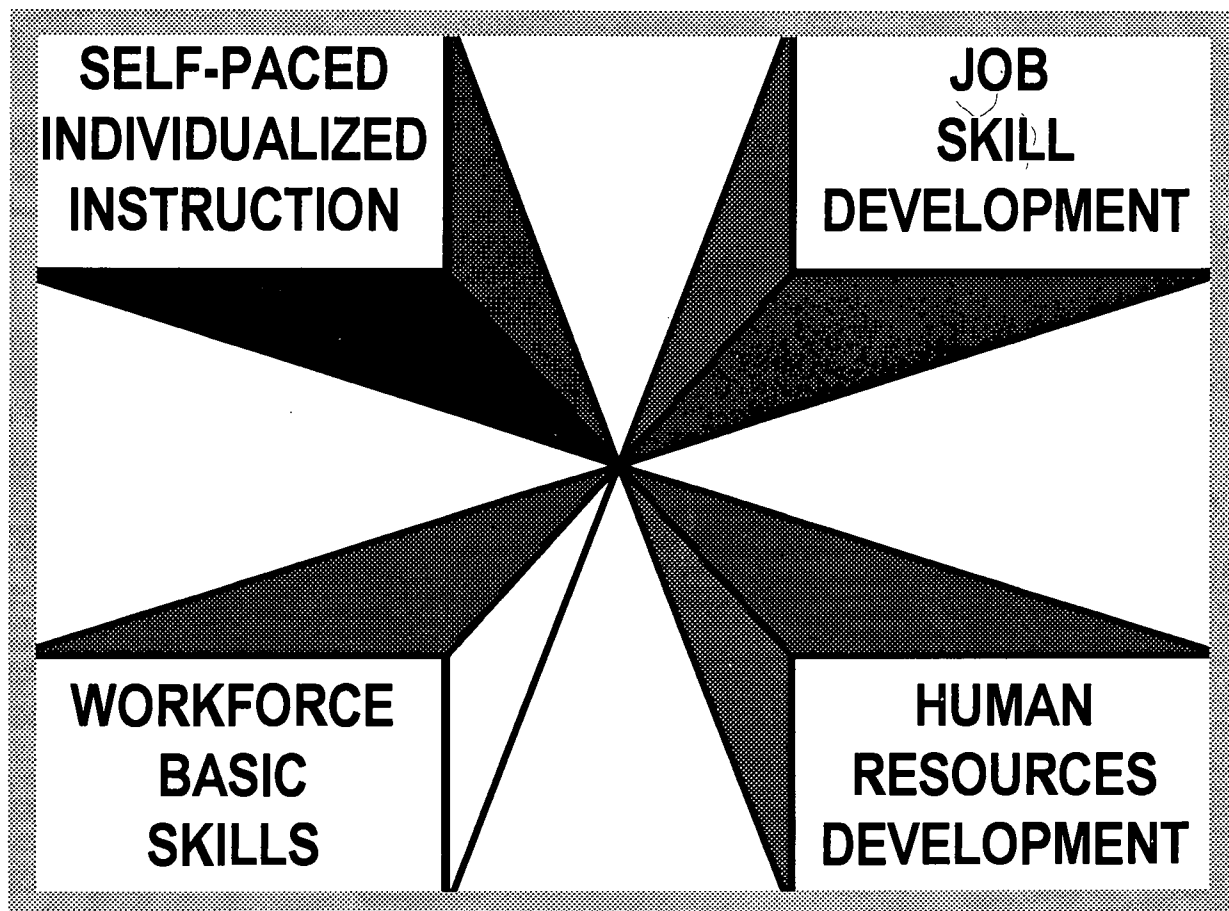 SELF-PACED
INDIVIDUALIZED
INSTRUCTION
JOB
SKILL
DEVELOPMENT
WORKFORCE
BASIC
SKILLS
HUMAN
RESOURCES
DEVELOPMENT